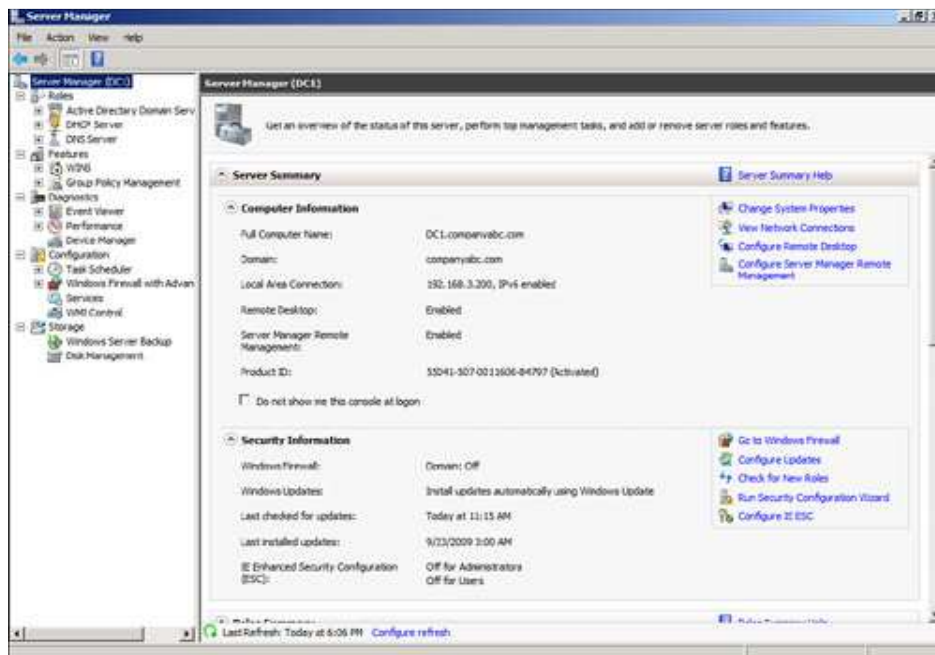 Server Manager
File Action View Help
Server Manager (DC1)
Roles
Active Directory Domain Serv
DHCP Server
DNS Server
Features
WINS
Group Policy Management
Diagnostics
Event Viewer
Performance
Device Manager
Configuration
Task Scheduler
Windows Firewall with Advan
Services
WMI Control
Storage
Windows Server Backup
Disk Management
Server Manager (DC1)
Get an overview of the status of this server, perform top management tasks, and add or remove server roles and features.
Server Summary
Server Summary Help
Computer Information
Full Computer Name: DC1.companyabc.com
Domain: companyabc.com
Local Area Connection: 192.168.3.200, IPv6 enabled
Remote Desktop: Enabled
Server Manager Remote Management: Enabled
Product ID: 55041-507-0011606-84797 (Activated)
Do not show me this console at logon
Change System Properties
View Network Connections
Configure Remote Desktop
Configure Server Manager Remote
Management
Security Information
Windows Firewall: Domain: Off
Windows Updates: Install updates automatically using Windows Update
Last checked for updates: Today at 11:15 AM
Last installed updates: 9/23/2009 3:00 AM
IE Enhanced Security Configuration (ESC): Off for Administrators
Off for Users
Go to Windows Firewall
Configure Updates
Check for New Roles
Run Security Configuration Wizard
Configure IE ESC
Roles Summary
Roles Summary Help
Last Refresh: Today at 6:06 PM Configure refresh